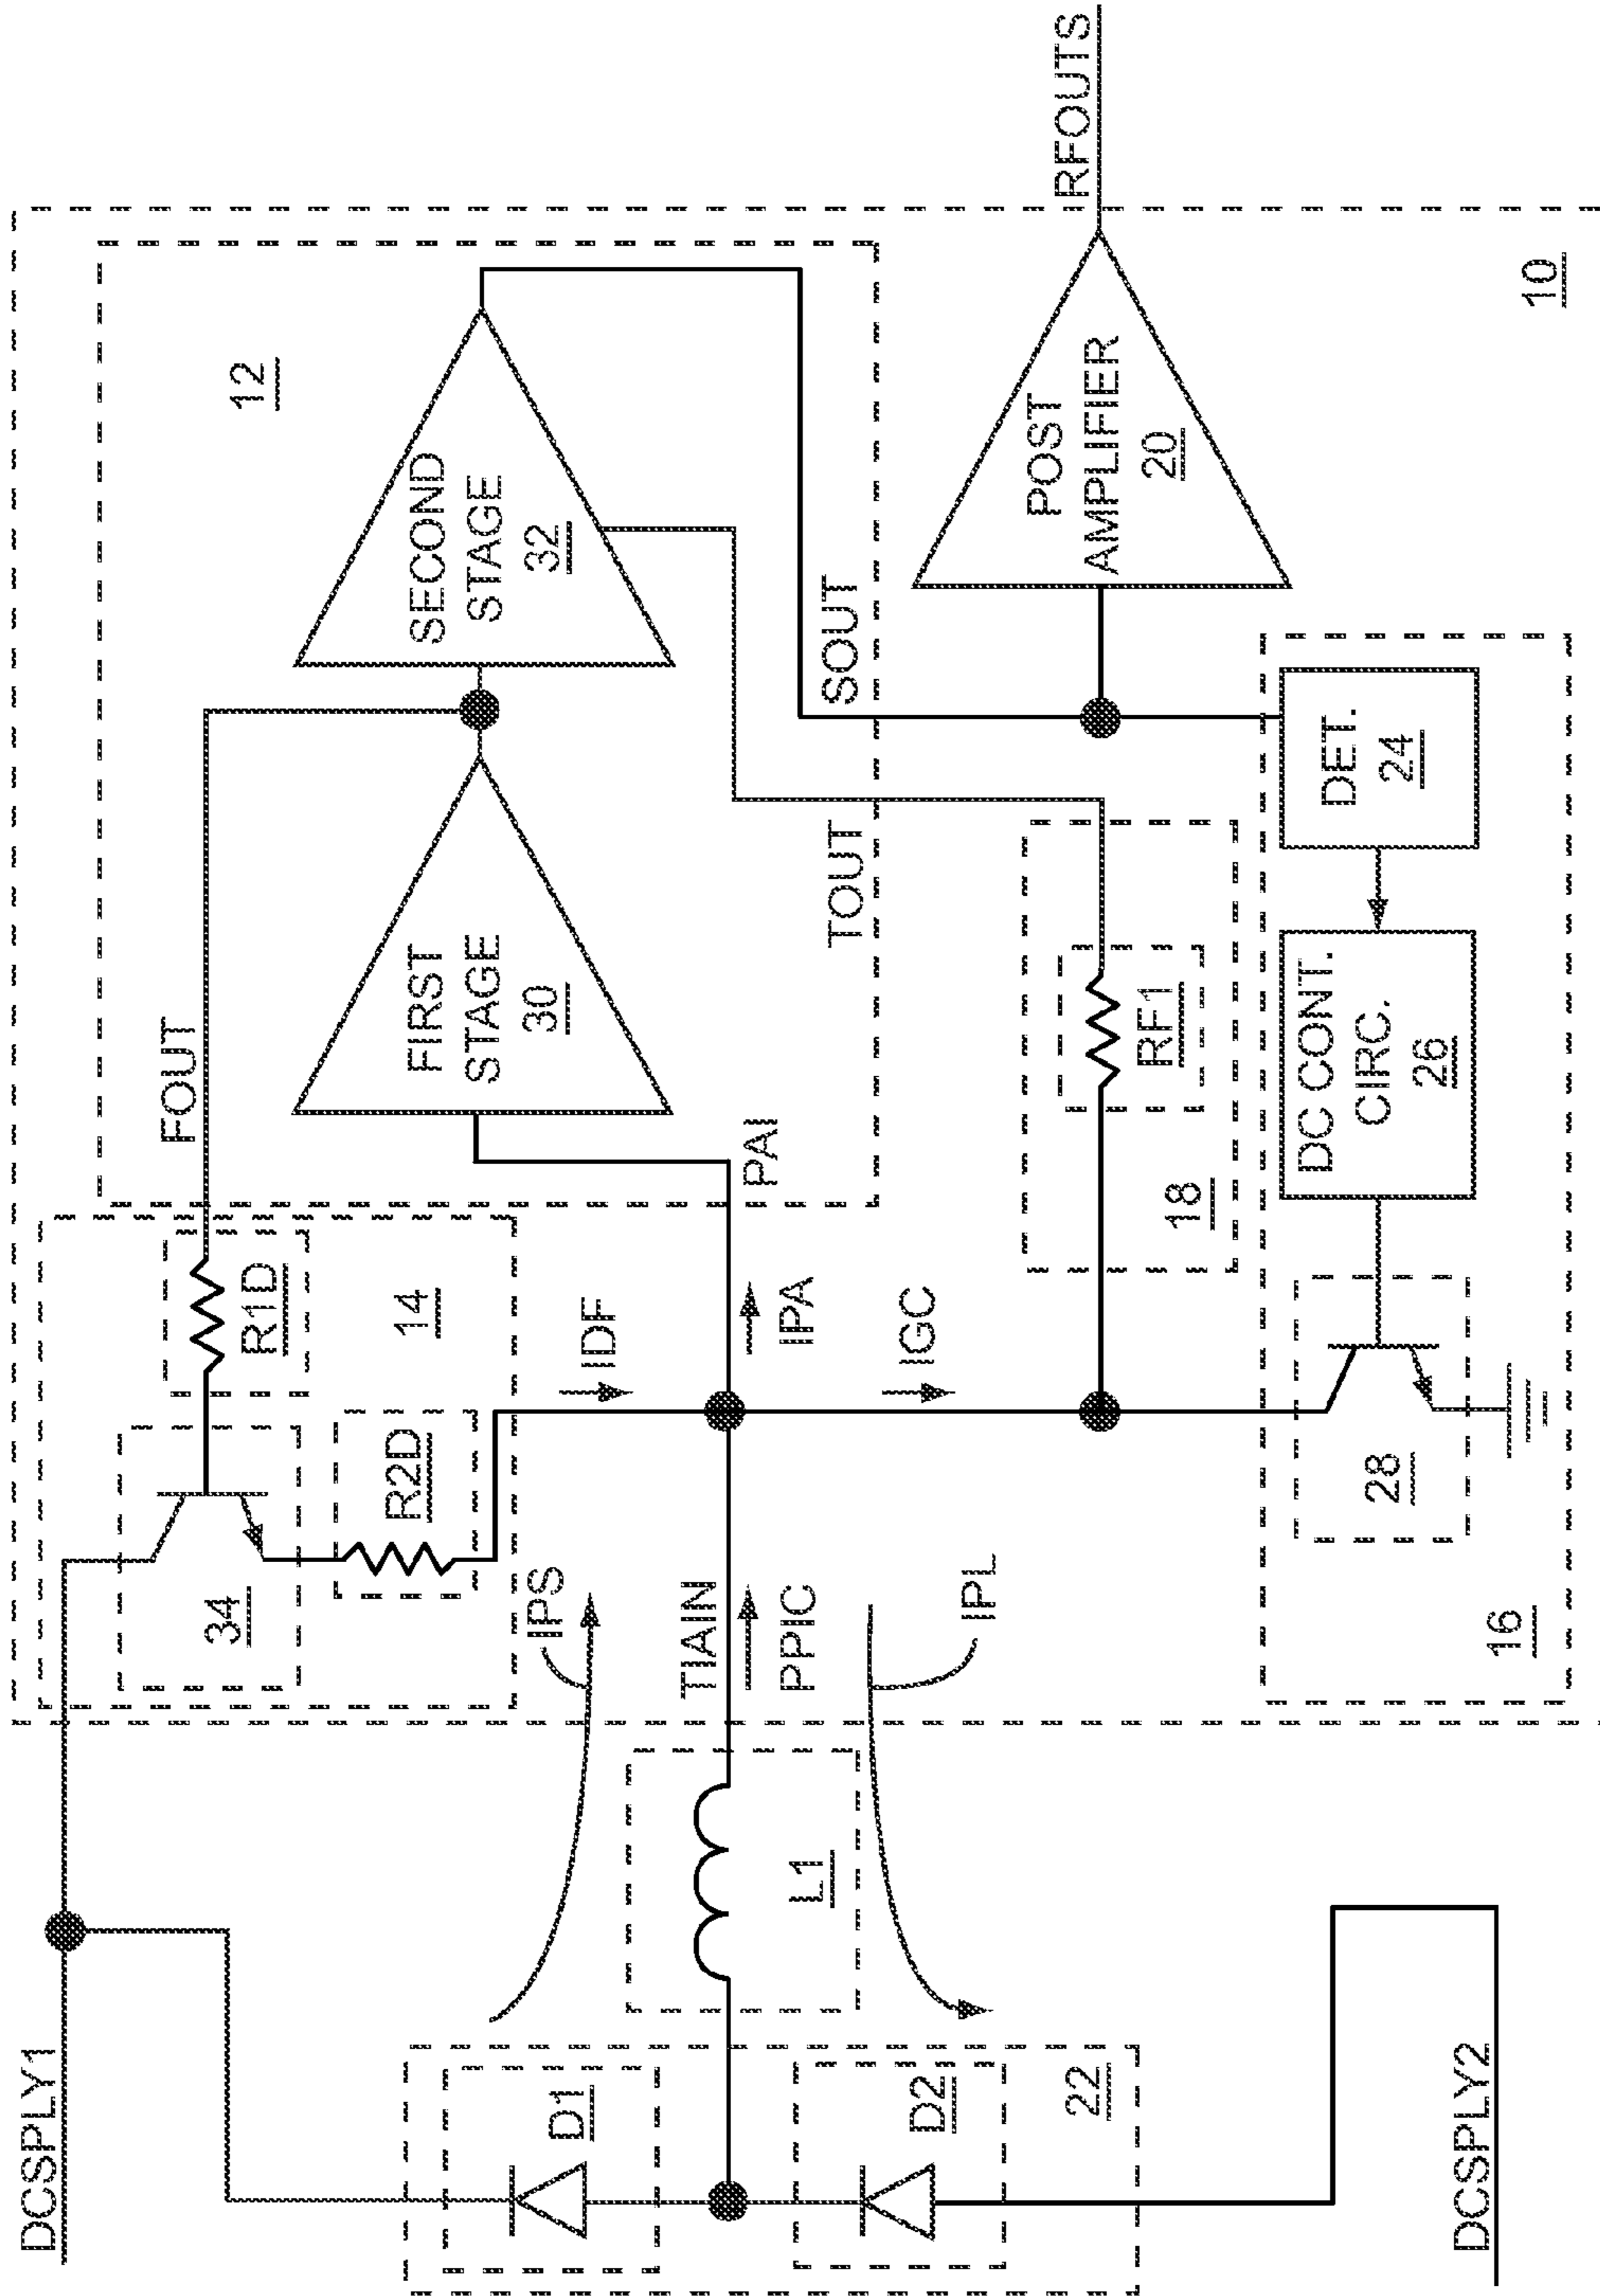 DCSPLY1
34
R1D
R2D
14
FOUT
12
FIRST
STAGE
30
SECOND
STAGE
32
IPS
IDF
D1
TIAIN
PPIC
IPA
PAI
L1
D2
22
IPL
IGC
TOUT
SOUT
RF1
18
POST
AMPLIFIER
20
RFOUTS
28
DC CONT.
CIRC.
26
DET.
24
16
10
DCSPLY2